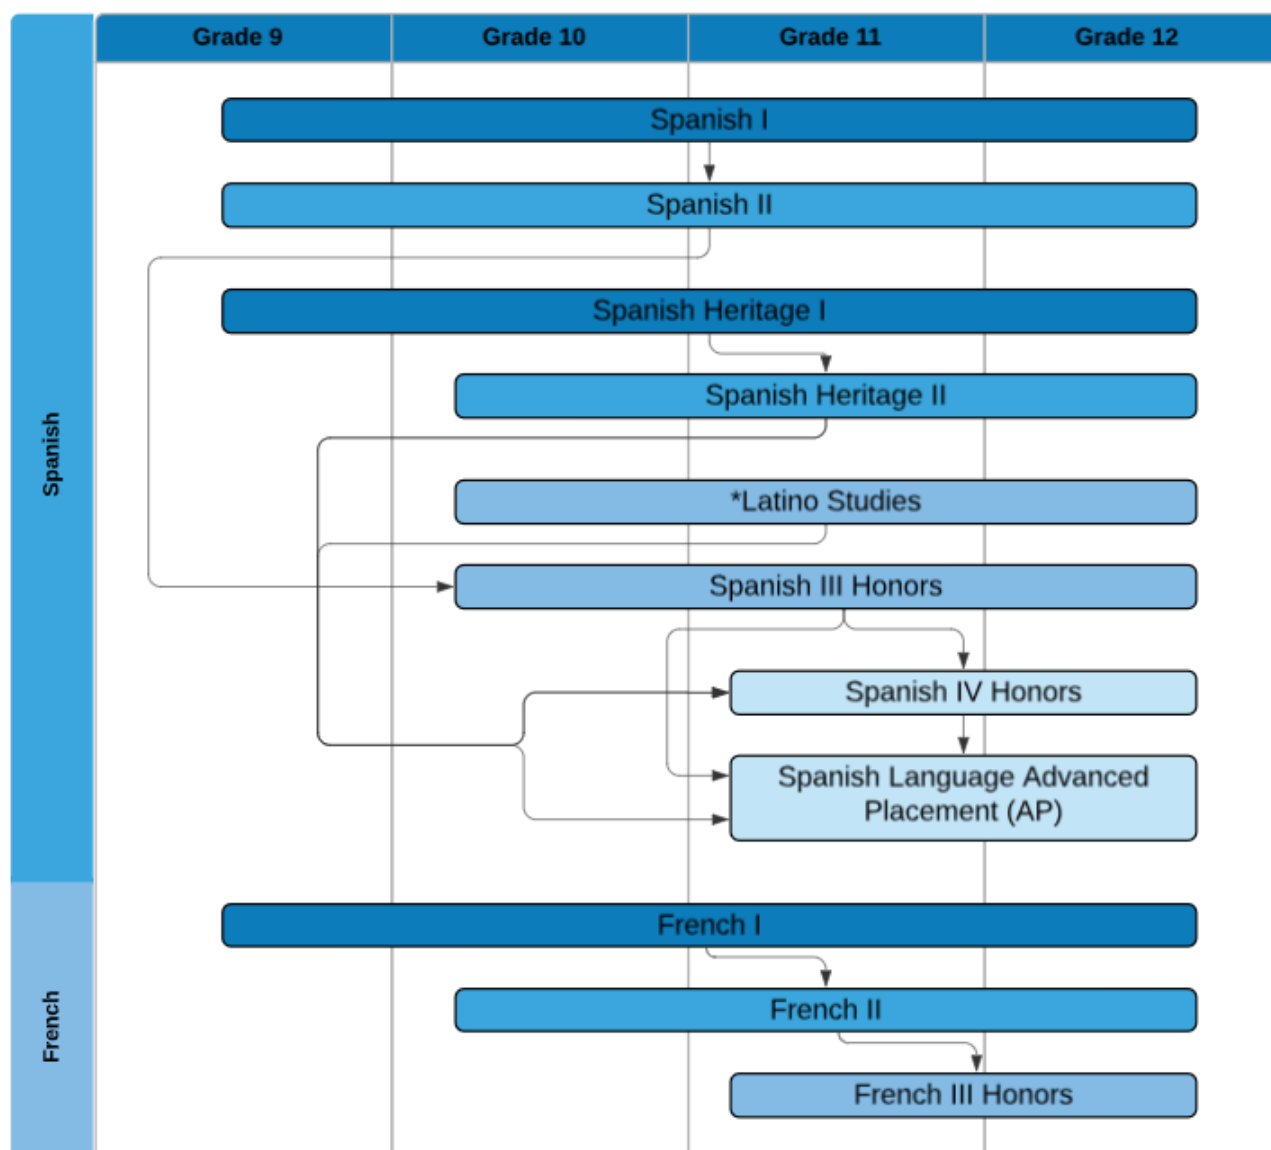 Grade 9
Grade 10
Grade 11
Grade 12
Spanish
Spanish I
Spanish II
Spanish Heritage I
Spanish Heritage II
*Latino Studies
Spanish III Honors
Spanish IV Honors
Spanish Language Advanced
Placement (AP)
French
French I
French II
French III Honors